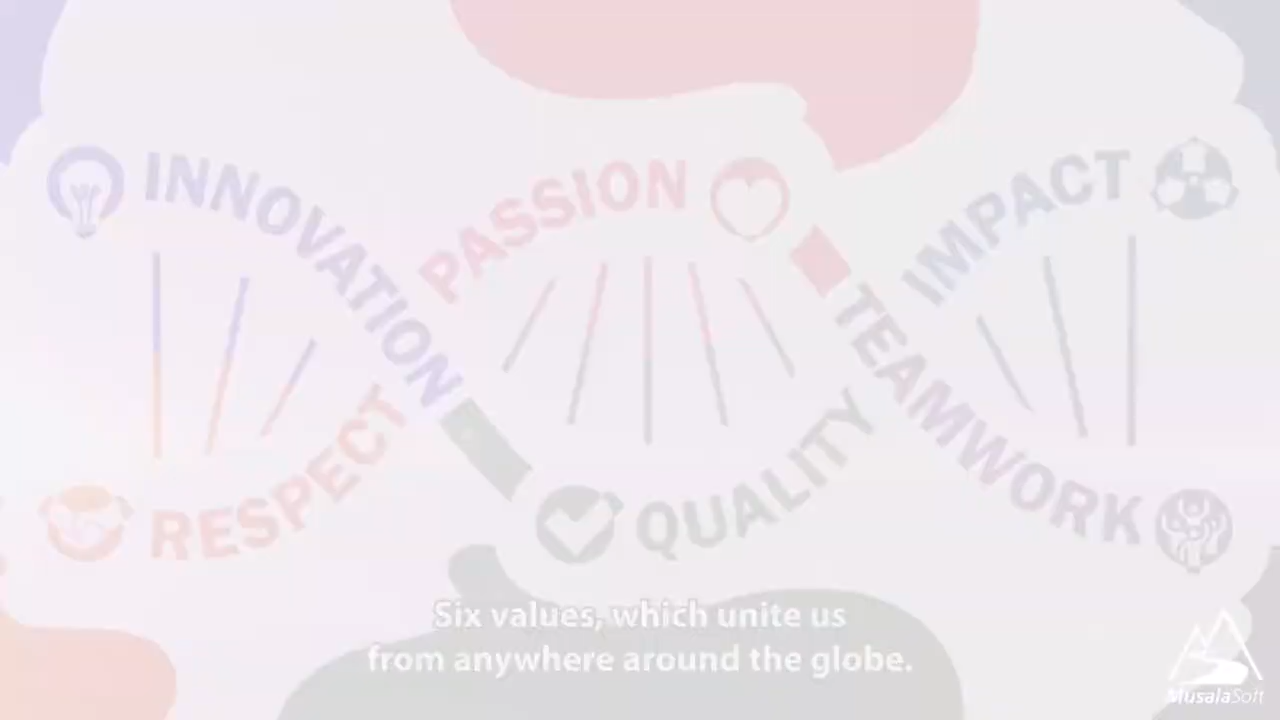 INNOVATION
PASSION
IMPACT
RESPECT
QUALITY
TEAMWORK
Six values, which unite us
from anywhere around the globe.
MusalaSoft